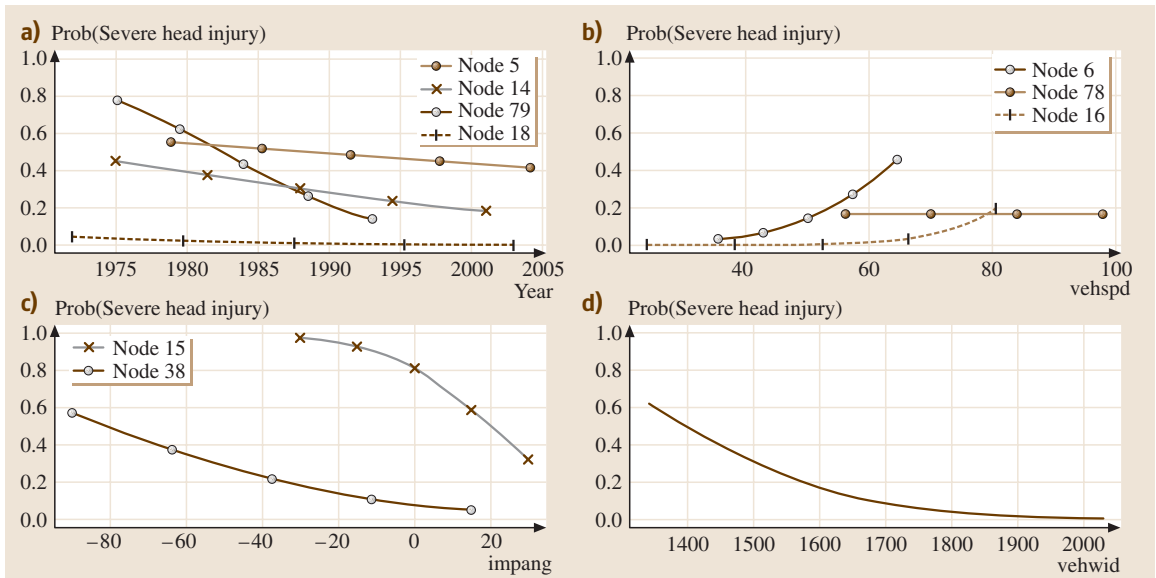 a) Prob(Severe head injury)
1.0
0.8
0.6
0.4
0.2
0.0
Node 5
Node 14
Node 79
Node 18
1975 1980 1985 1990 1995 2001 2005
Year
b) Prob(Severe head injury)
1.0
0.8
0.6
0.4
0.2
0.0
Node 6
Node 78
Node 16
40 60 80 100
vehspd
c) Prob(Severe head injury)
1.0
0.8
0.6
0.4
0.2
0.0
Node 15
Node 38
−80 −60 −40 −20 0 20
impang
d) Prob(Severe head injury)
1.0
0.8
0.6
0.4
0.2
0.0
1400 1500 1600 1700 1800 1900 2000
vehwid